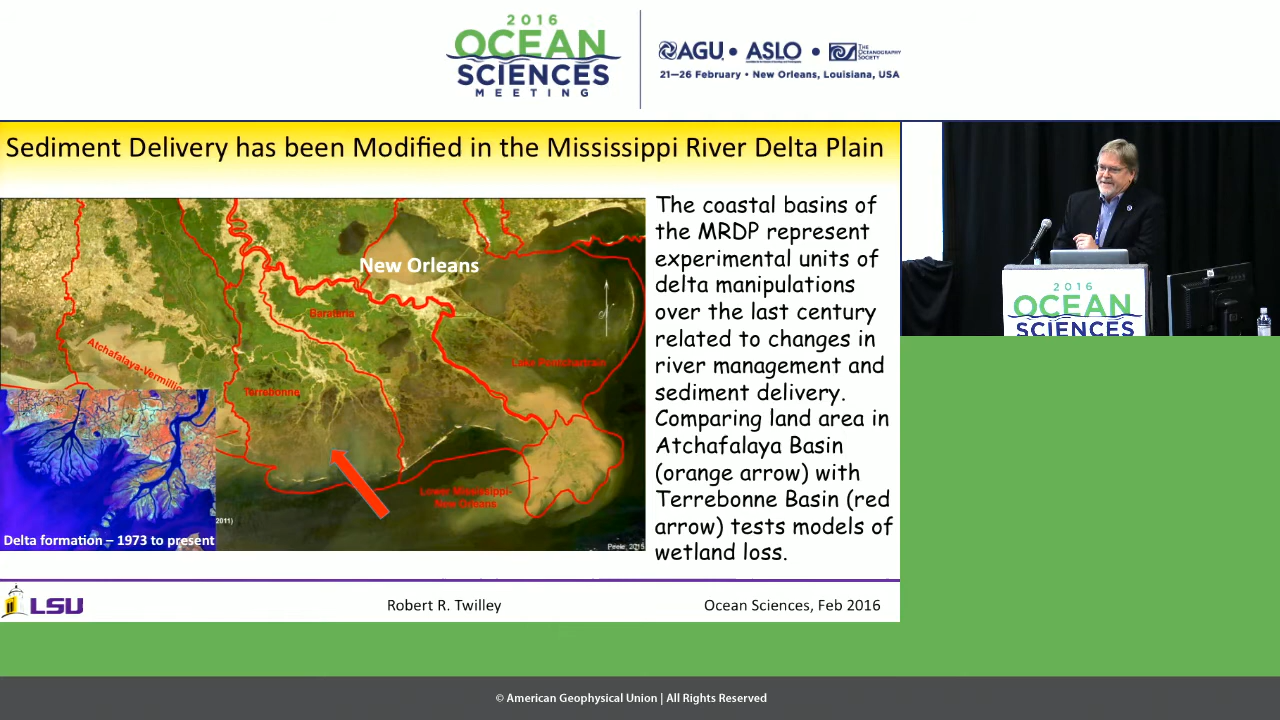 2016
OCEAN
SCIENCES
MEETING
AGU • ASLO • THE OCEANOGRAPHY SOCIETY
21–26 February • New Orleans, Louisiana, USA
Sediment Delivery has been Modified in the Mississippi River Delta Plain
New Orleans
Barataria
Atchafalaya-Vermillio
Lake Pontchartrain
Terrebonne
Lower Mississippi-
New Orleans
2011)
Delta formation – 1973 to present
The coastal basins of
the MRDP represent
experimental units of
delta manipulations
over the last century
related to changes in
river management and
sediment delivery.
Comparing land area in
Atchafalaya Basin
(orange arrow) with
Terrebonne Basin (red
arrow) tests models of
wetland loss.
LSU
Robert R. Twilley
Ocean Sciences, Feb 2016
2016
OCEAN
SCIENCES
© American Geophysical Union | All Rights Reserved